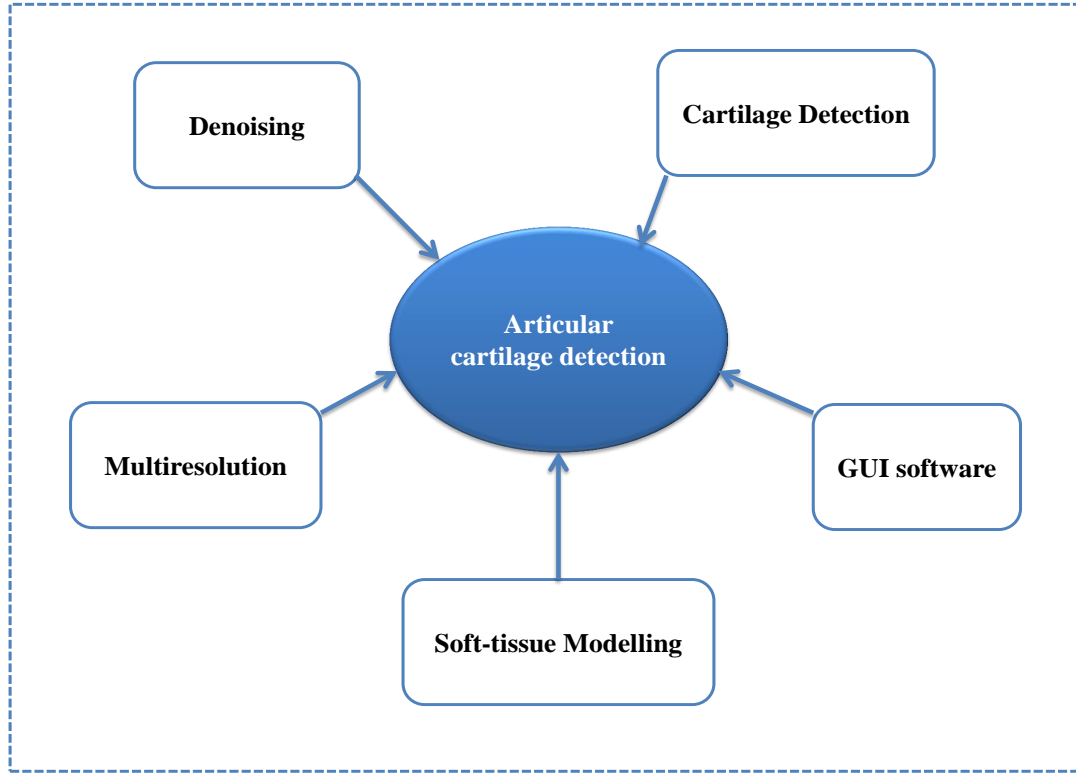 Denoising
Cartilage Detection
Articular
cartilage detection
Multiresolution
GUI software
Soft-tissue Modelling